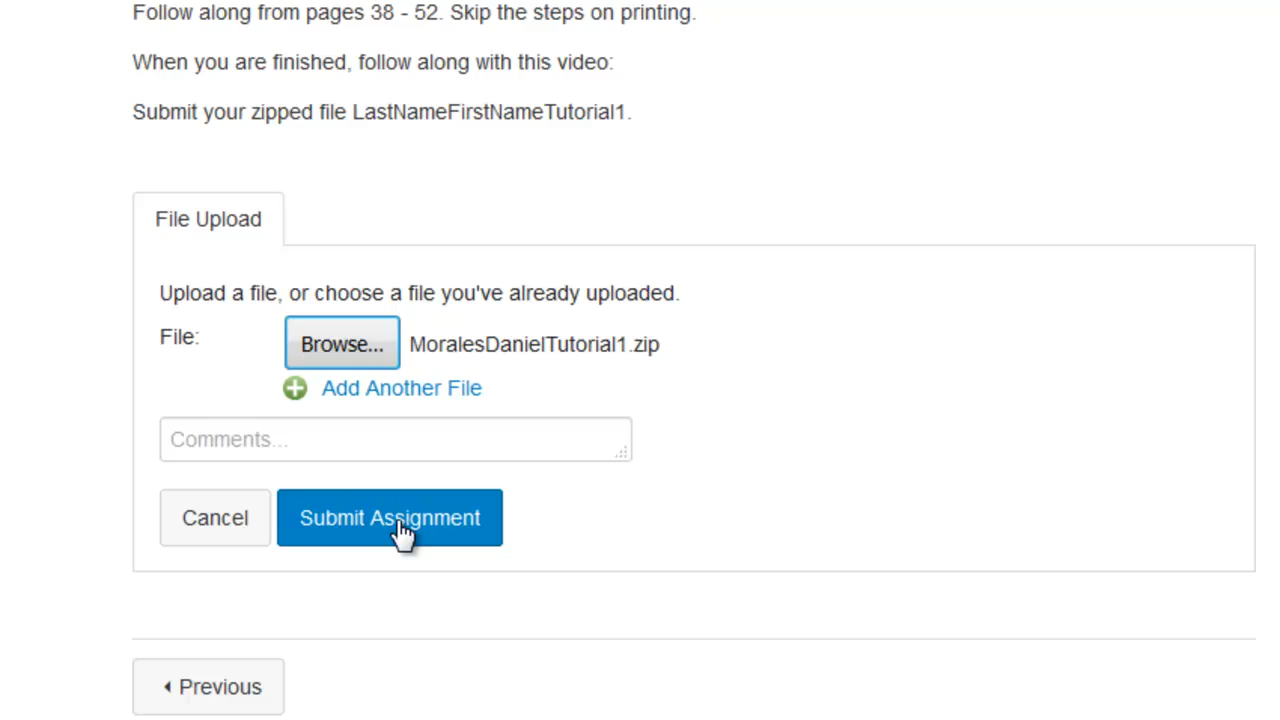 Follow along from pages 38 - 52. Skip the steps on printing.
When you are finished, follow along with this video:
Submit your zipped file LastNameFirstNameTutorial1.
File Upload
Upload a file, or choose a file you've already uploaded.
File: Browse... MoralesDanielTutorial1.zip
Add Another File
Comments...
Cancel Submit Assignment
Previous